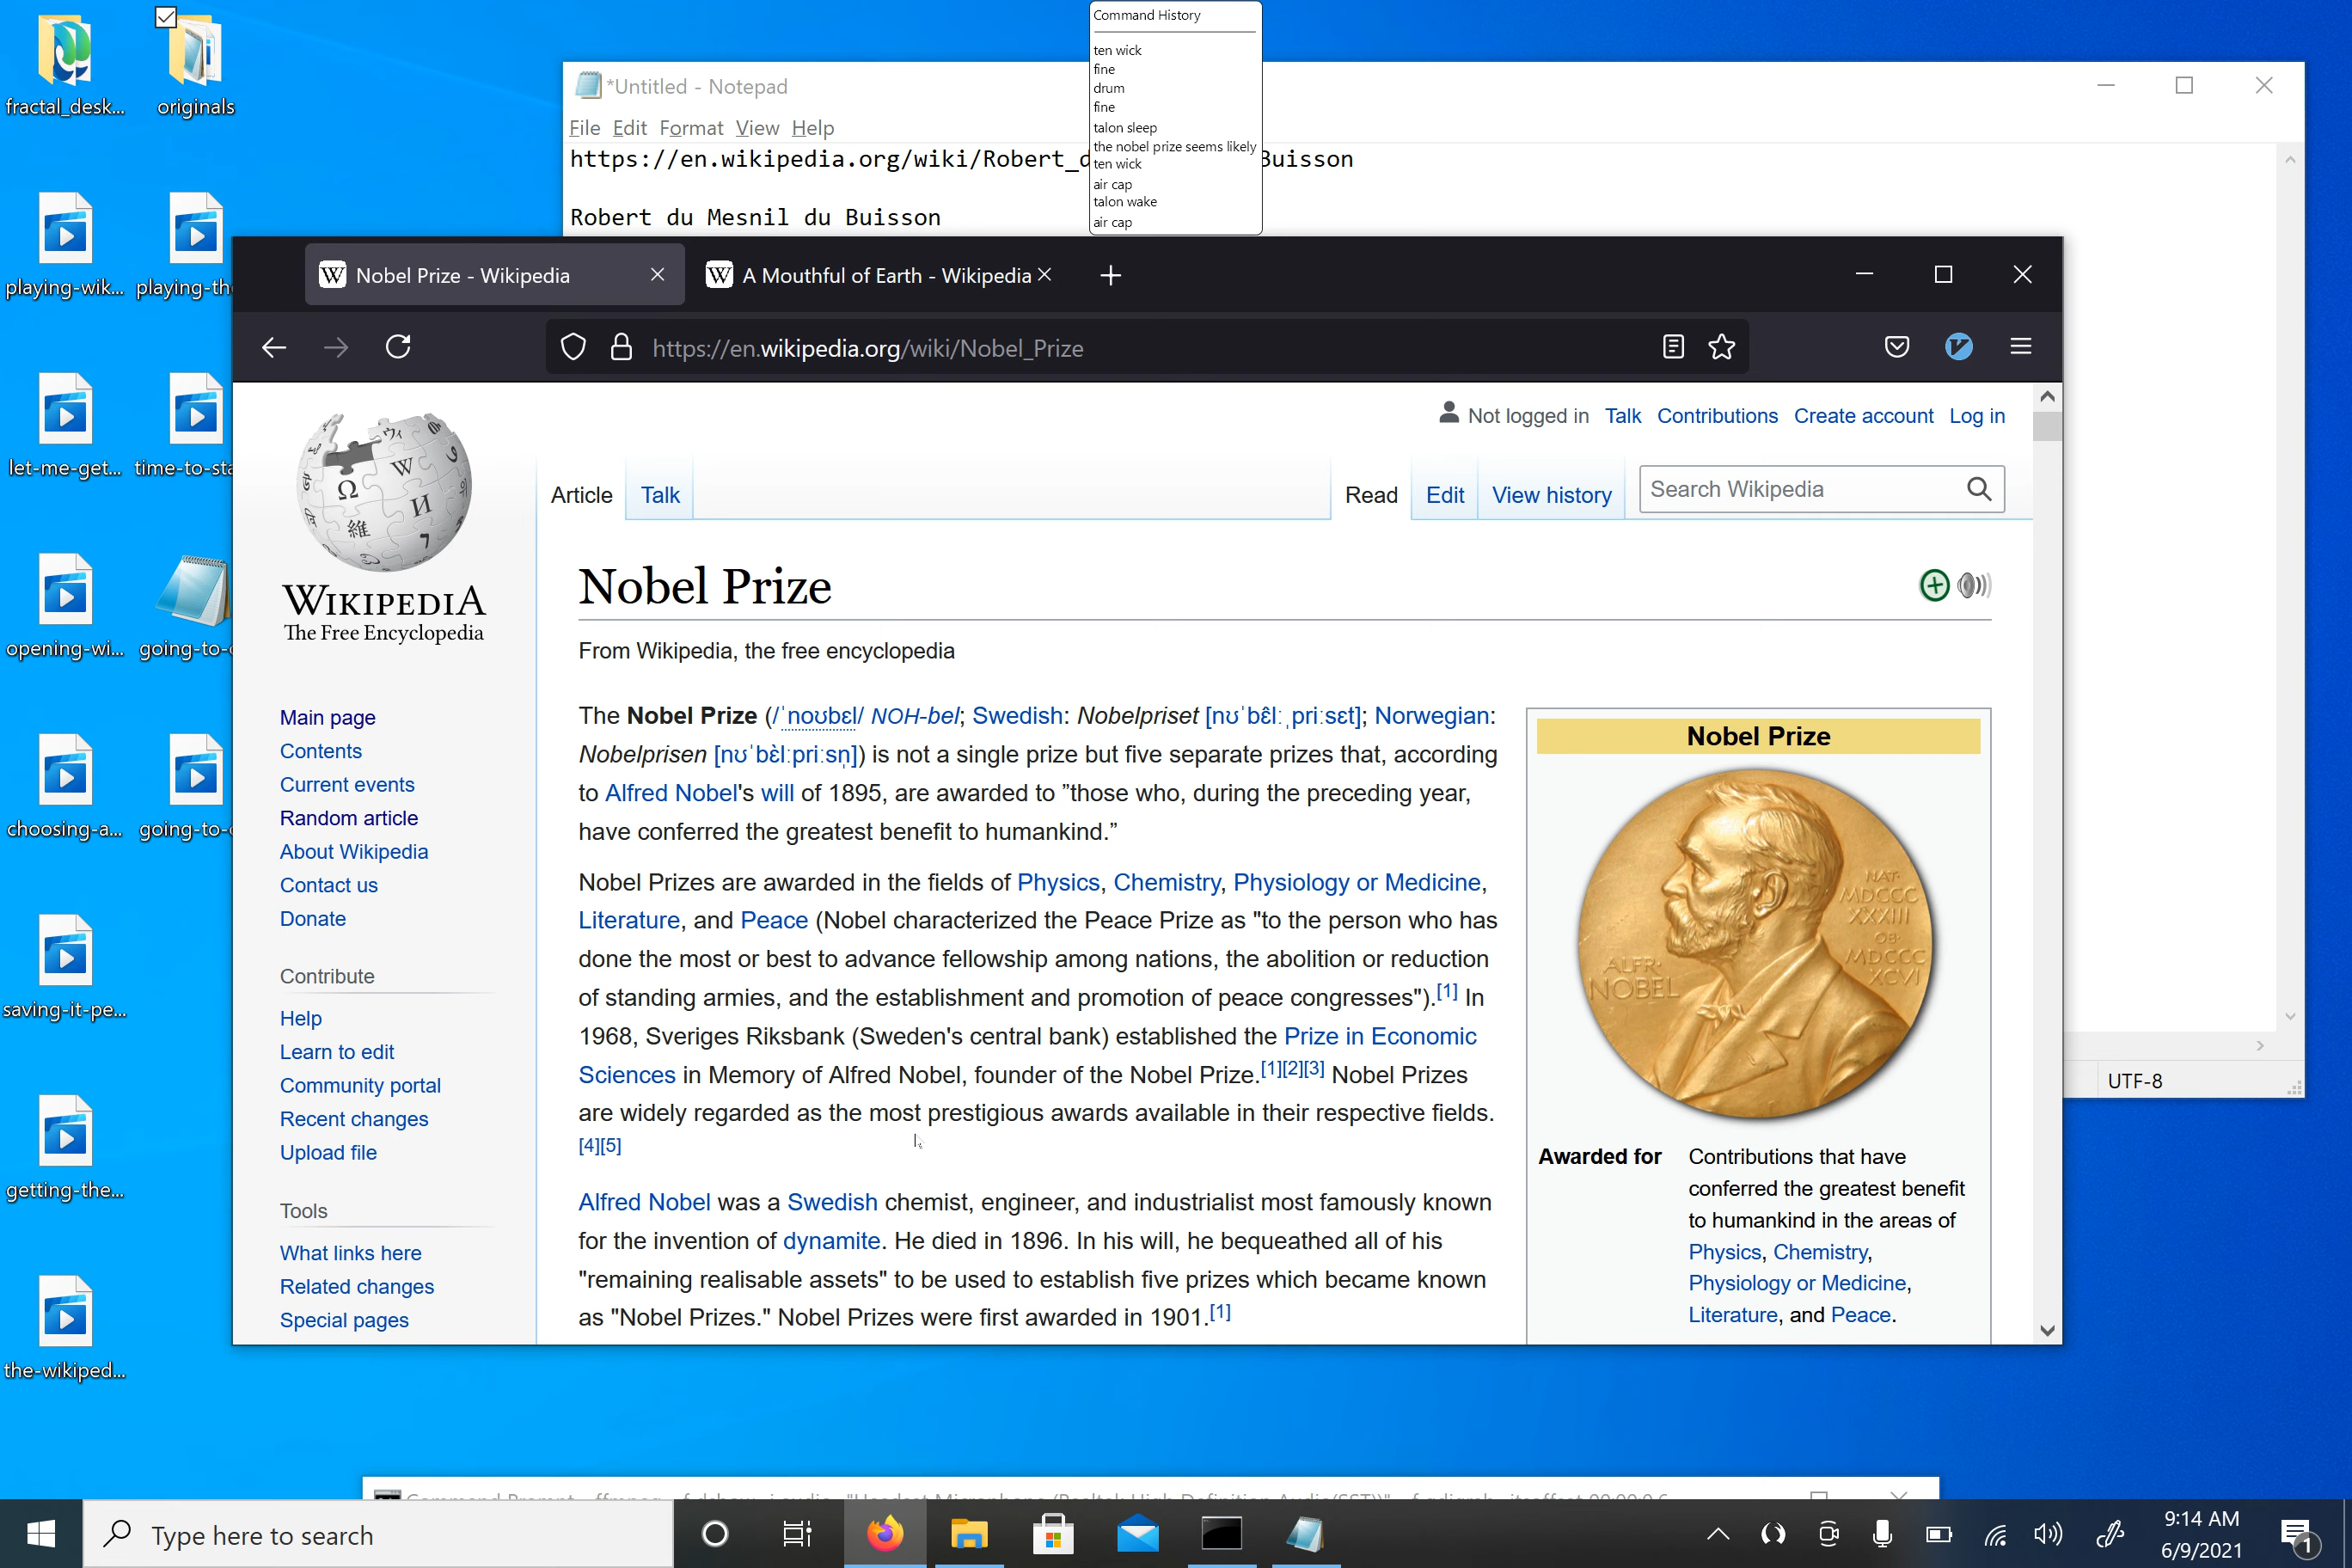 fractal_desk...
originals
playing-wik...
playing-th
let-me-get...
time-to-sta
opening-wi...
going-to-
choosing-a...
going-to-
saving-it-pe...
getting-the...
the-wikiped...
Command History
ten wick
fine
drum
fine
talon sleep
the nobel prize seems likely
ten wick
air cap
talon wake
air cap
*Untitled - Notepad
File Edit Format View Help
https://en.wikipedia.org/wiki/Robert_d Buisson
Robert du Mesnil du Buisson
UTF-8
Nobel Prize - Wikipedia
A Mouthful of Earth - Wikipedia
https://en.wikipedia.org/wiki/Nobel_Prize
Not logged in Talk Contributions Create account Log in
Article Talk Read Edit View history Search Wikipedia
WIKIPEDIA
The Free Encyclopedia
Main page
Contents
Current events
Random article
About Wikipedia
Contact us
Donate
Contribute
Help
Learn to edit
Community portal
Recent changes
Upload file
Tools
What links here
Related changes
Special pages
Nobel Prize
From Wikipedia, the free encyclopedia
The Nobel Prize (/ˈnoʊbɛl/ NOH-bel; Swedish: Nobelpriset [nʊˈbɛ̂lːˌpriːsɛt]; Norwegian:
Nobelprisen [nʊˈbɛ̀lːpriːsn̩]) is not a single prize but five separate prizes that, according
to Alfred Nobel's will of 1895, are awarded to ”those who, during the preceding year,
have conferred the greatest benefit to humankind.”
Nobel Prizes are awarded in the fields of Physics, Chemistry, Physiology or Medicine,
Literature, and Peace (Nobel characterized the Peace Prize as "to the person who has
done the most or best to advance fellowship among nations, the abolition or reduction
of standing armies, and the establishment and promotion of peace congresses").[1] In
1968, Sveriges Riksbank (Sweden's central bank) established the Prize in Economic
Sciences in Memory of Alfred Nobel, founder of the Nobel Prize.[1][2][3] Nobel Prizes
are widely regarded as the most prestigious awards available in their respective fields.
[4][5]
Alfred Nobel was a Swedish chemist, engineer, and industrialist most famously known
for the invention of dynamite. He died in 1896. In his will, he bequeathed all of his
"remaining realisable assets" to be used to establish five prizes which became known
as "Nobel Prizes." Nobel Prizes were first awarded in 1901.[1]
Nobel Prize
ALFR·
NOBEL
NAT·
MDCCC
XXXIII
OB·
MDCCC
XCVI
Awarded for
Contributions that have
conferred the greatest benefit
to humankind in the areas of
Physics, Chemistry,
Physiology or Medicine,
Literature, and Peace.
Type here to search
9:14 AM
6/9/2021
1